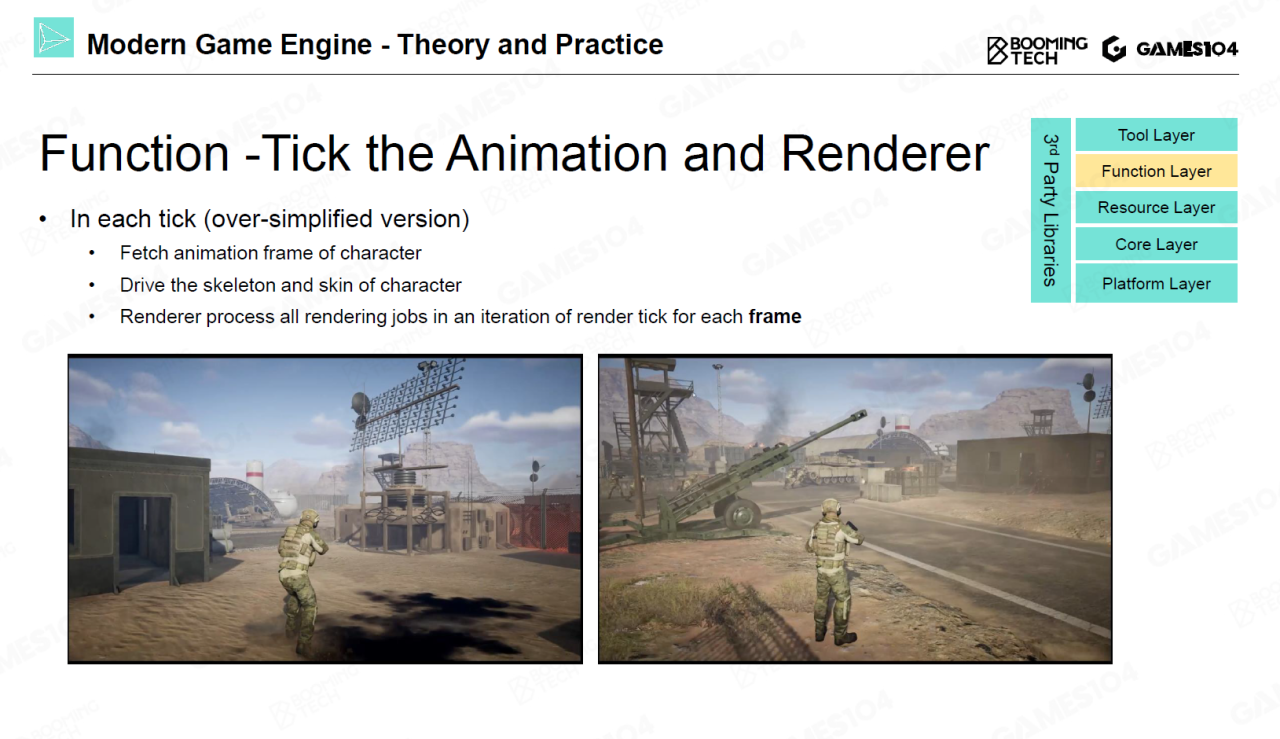 Modern Game Engine - Theory and Practice
BOOMING
TECH
GAMES104
Function -Tick the Animation and Renderer
• In each tick (over-simplified version)
• Fetch animation frame of character
• Drive the skeleton and skin of character
• Renderer process all rendering jobs in an iteration of render tick for each frame
3rd Party Libraries
Tool Layer
Function Layer
Resource Layer
Core Layer
Platform Layer